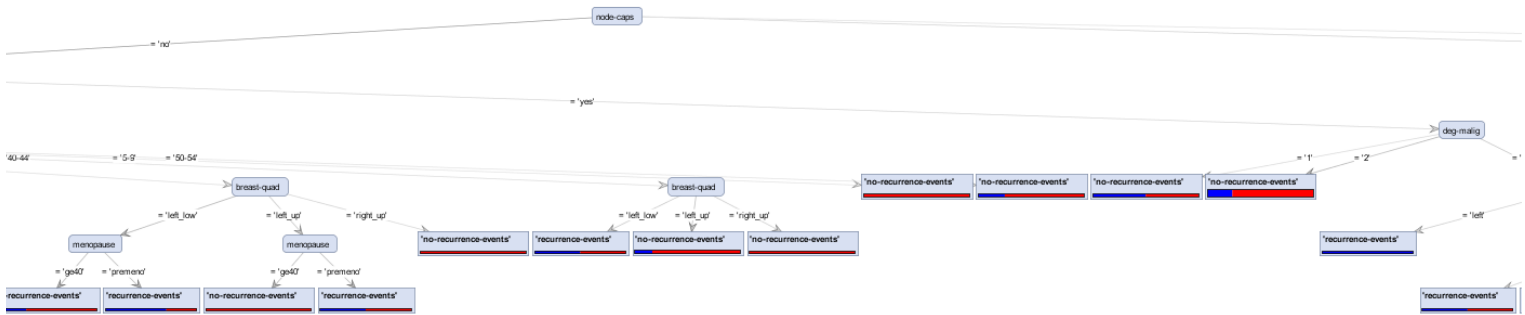 node-caps
= 'no'
= 'yes'
deg-malig
'40-44'
= '5-9'
= '50-54'
= '1'
= '2'
= '
breast-quad
breast-quad
"no-recurrence-events"
"no-recurrence-events"
"no-recurrence-events"
"no-recurrence-events"
= 'left_low'
= 'left_up'
= 'right_up'
= 'left_low'
= 'left_up'
= 'right_up'
= 'left'
menopause
menopause
"no-recurrence-events"
"recurrence-events"
"no-recurrence-events"
"no-recurrence-events"
"recurrence-events"
= 'ge40'
= 'premeno'
= 'ge40'
= 'premeno'
-recurrence-events"
"recurrence-events"
"no-recurrence-events"
"recurrence-events"
"recurrence-events"